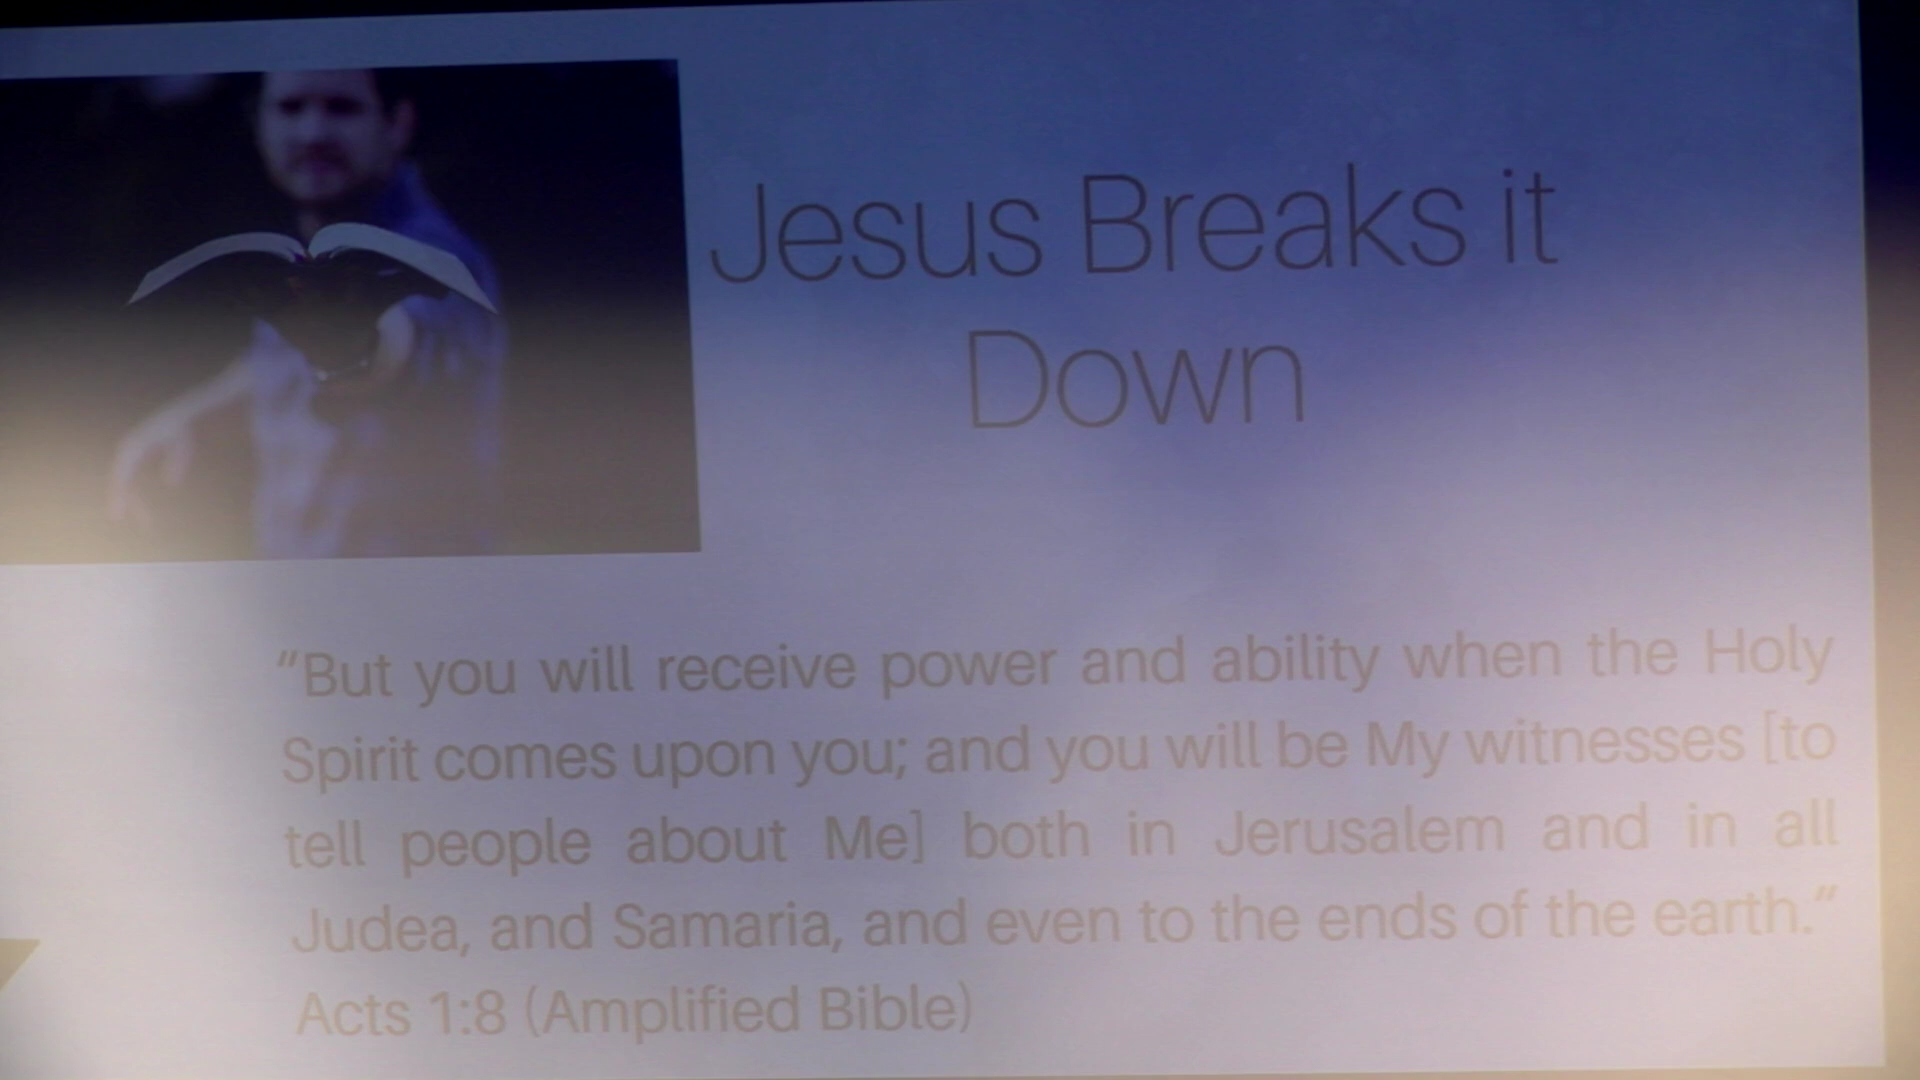 Jesus Breaks it
Down
“But you will receive power and ability when the Holy
Spirit comes upon you; and you will be My witnesses [to
tell people about Me] both in Jerusalem and in all
Judea, and Samaria, and even to the ends of the earth.“
Acts 1:8 (Amplified Bible)